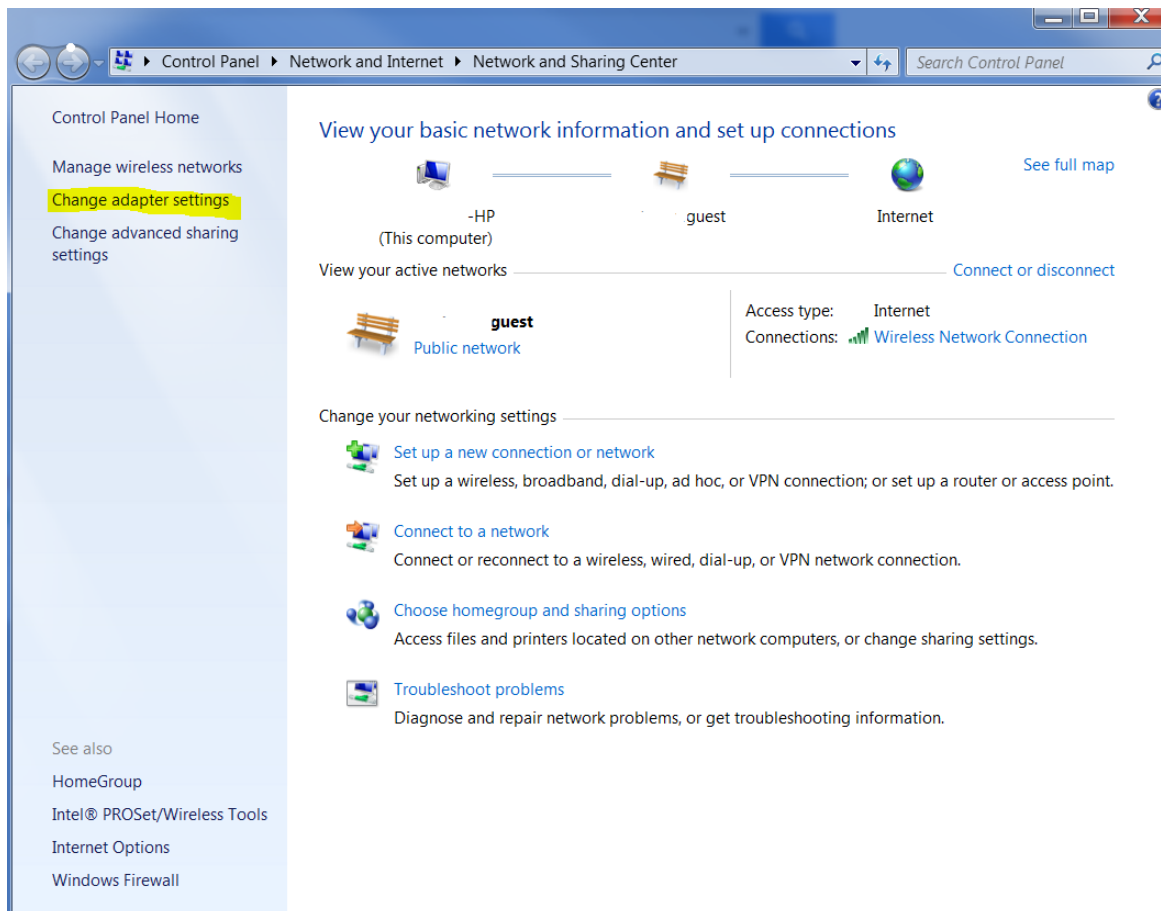 Control Panel ▸ Network and Internet ▸ Network and Sharing Center
Search Control Panel
Control Panel Home
Manage wireless networks
Change adapter settings
Change advanced sharing
settings
See also
HomeGroup
Intel® PROSet/Wireless Tools
Internet Options
Windows Firewall
View your basic network information and set up connections
See full map
-HP
(This computer)
guest
Internet
View your active networks
Connect or disconnect
guest
Public network
Access type: Internet
Connections: Wireless Network Connection
Change your networking settings
Set up a new connection or network
Set up a wireless, broadband, dial-up, ad hoc, or VPN connection; or set up a router or access point.
Connect to a network
Connect or reconnect to a wireless, wired, dial-up, or VPN network connection.
Choose homegroup and sharing options
Access files and printers located on other network computers, or change sharing settings.
Troubleshoot problems
Diagnose and repair network problems, or get troubleshooting information.